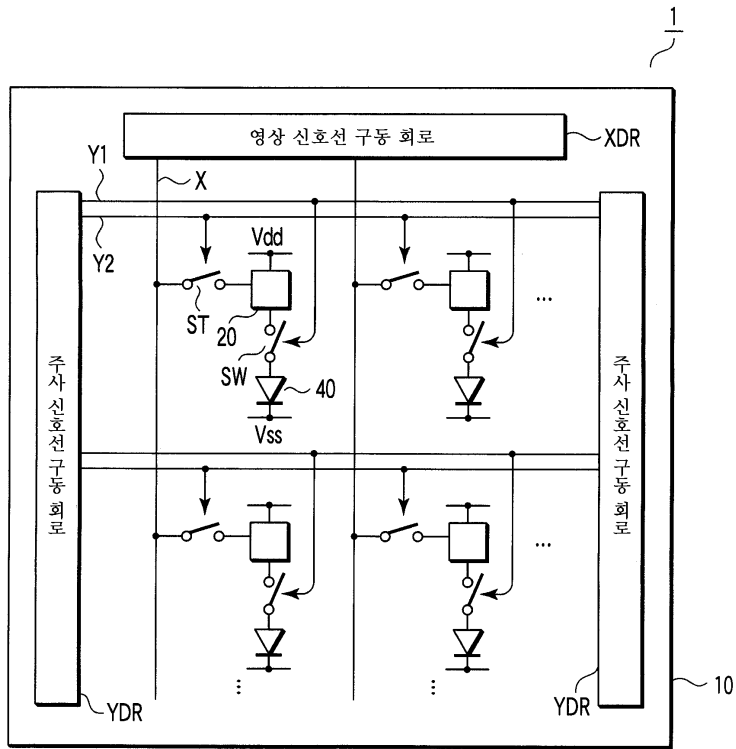 1
영상 신호선 구동 회로
XDR
Y1
X
Y2
Vdd
ST
20
SW
40
Vss
...
...
주사 신호선 구동 회로
주사 신호선 구동 회로
...
...
YDR
YDR
10